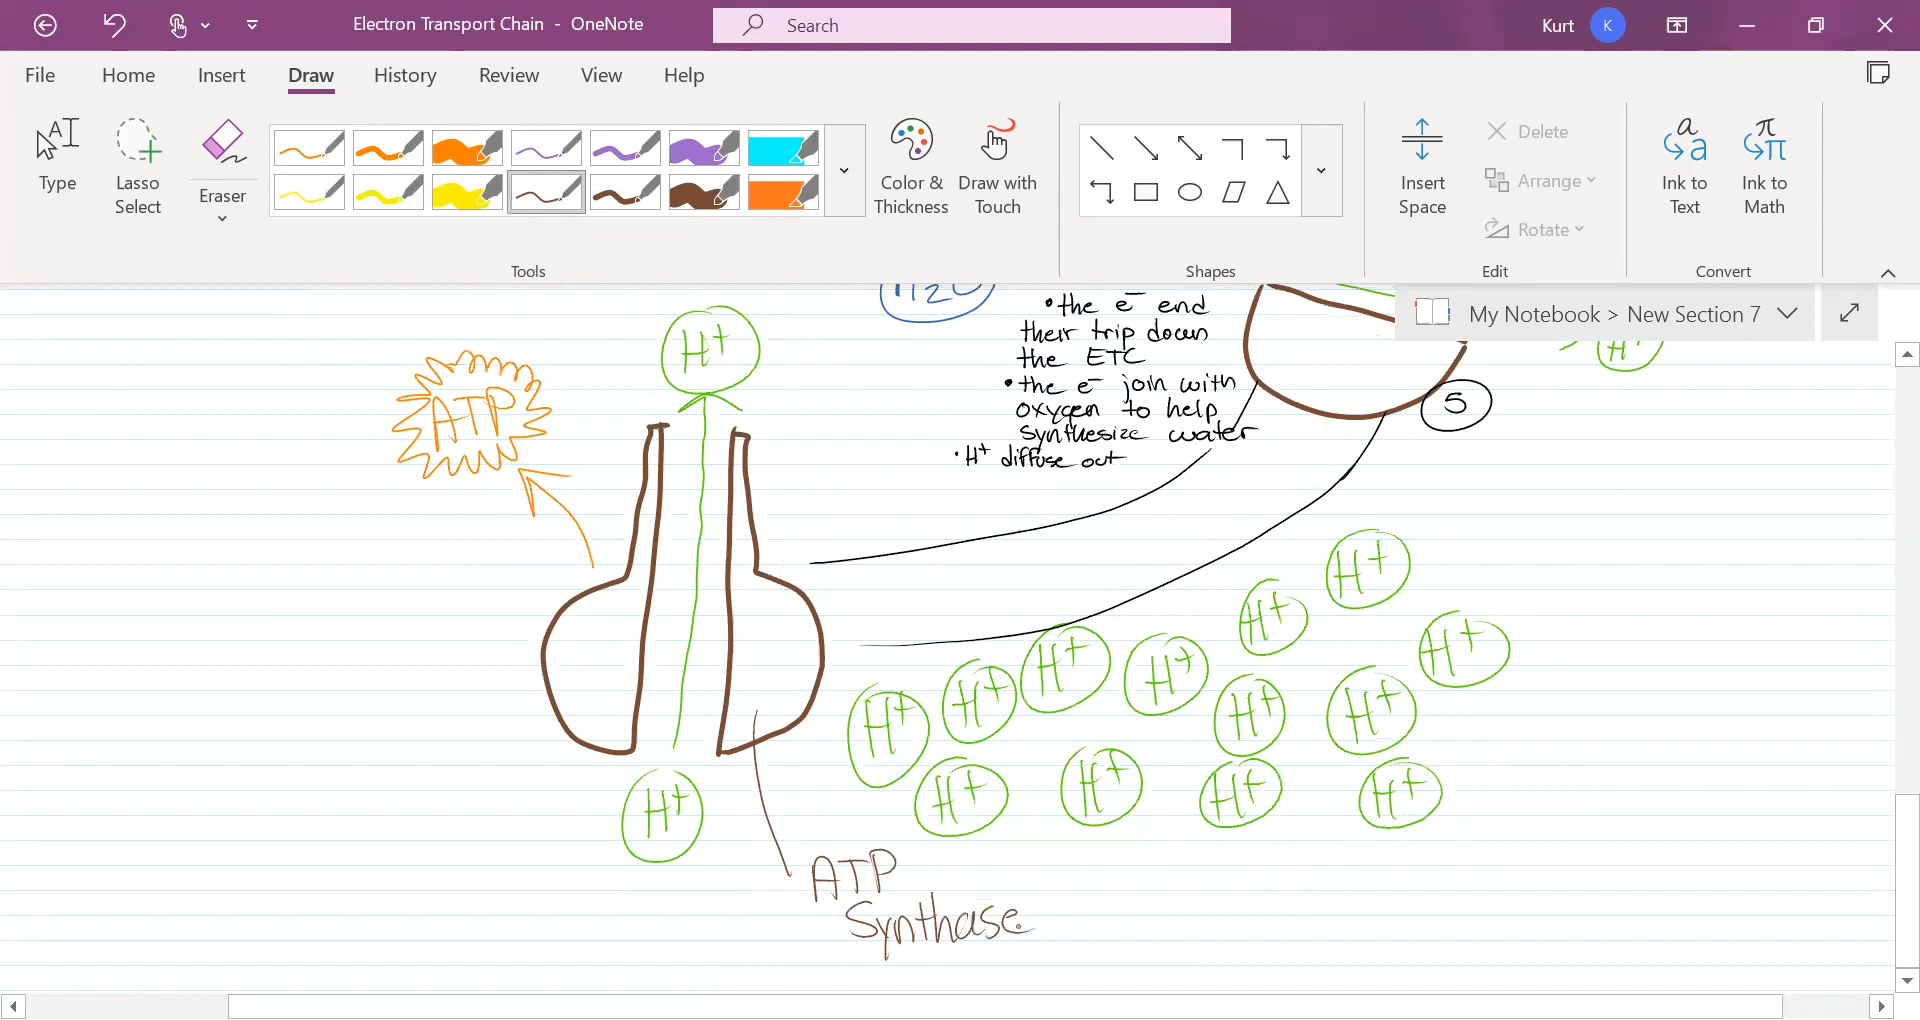 Electron Transport Chain - OneNote
Search
Kurt
K
File
Home
Insert
Draw
History
Review
View
Help
Type
Lasso
Select
Eraser
Color &
Thickness
Draw with
Touch
Tools
Shapes
Insert
Space
Delete
Arrange
Rotate
Edit
a
a
Ink to
Text
π
π
Ink to
Math
Convert
My Notebook > New Section 7
•the e⁻ end
their trip down
the ETC
•the e⁻ join with
oxygen to help
synthesize water
•H⁺ diffuse out
5
H⁺
H⁺
ATP
H⁺
H⁺
H⁺
H⁺
H⁺
H⁺
H⁺
H⁺
H⁺
H⁺
H⁺
H⁺
H⁺
H⁺
ATP
Synthase